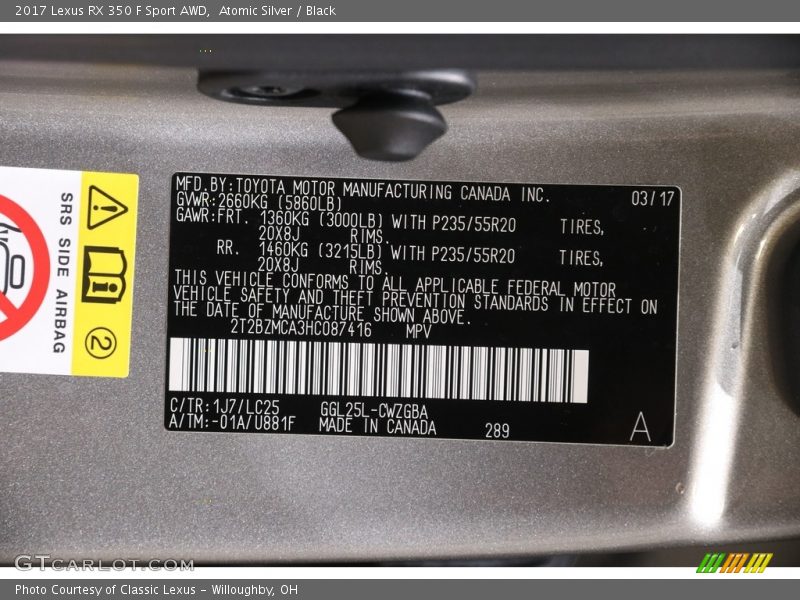 2017 Lexus RX 350 F Sport AWD,  Atomic Silver / Black
SRS SIDE AIRBAG
2
MFD.BY:TOYOTA MOTOR MANUFACTURING CANADA INC. 03/17
GVWR:2660KG (5860LB)
GAWR:FRT. 1360KG (3000LB) WITH P235/55R20 TIRES,
20X8J RIMS.
RR. 1460KG (3215LB) WITH P235/55R20 TIRES,
20X8J RIMS.
THIS VEHICLE CONFORMS TO ALL APPLICABLE FEDERAL MOTOR
VEHICLE SAFETY AND THEFT PREVENTION STANDARDS IN EFFECT ON
THE DATE OF MANUFACTURE SHOWN ABOVE.
2T2BZMCA3HC087416 MPV
C/TR:1J7/LC25 GGL25L-CWZGBA
A/TM:-01A/U881F MADE IN CANADA 289
A
GTCarLot.com
Photo Courtesy of Classic Lexus - Willoughby, OH